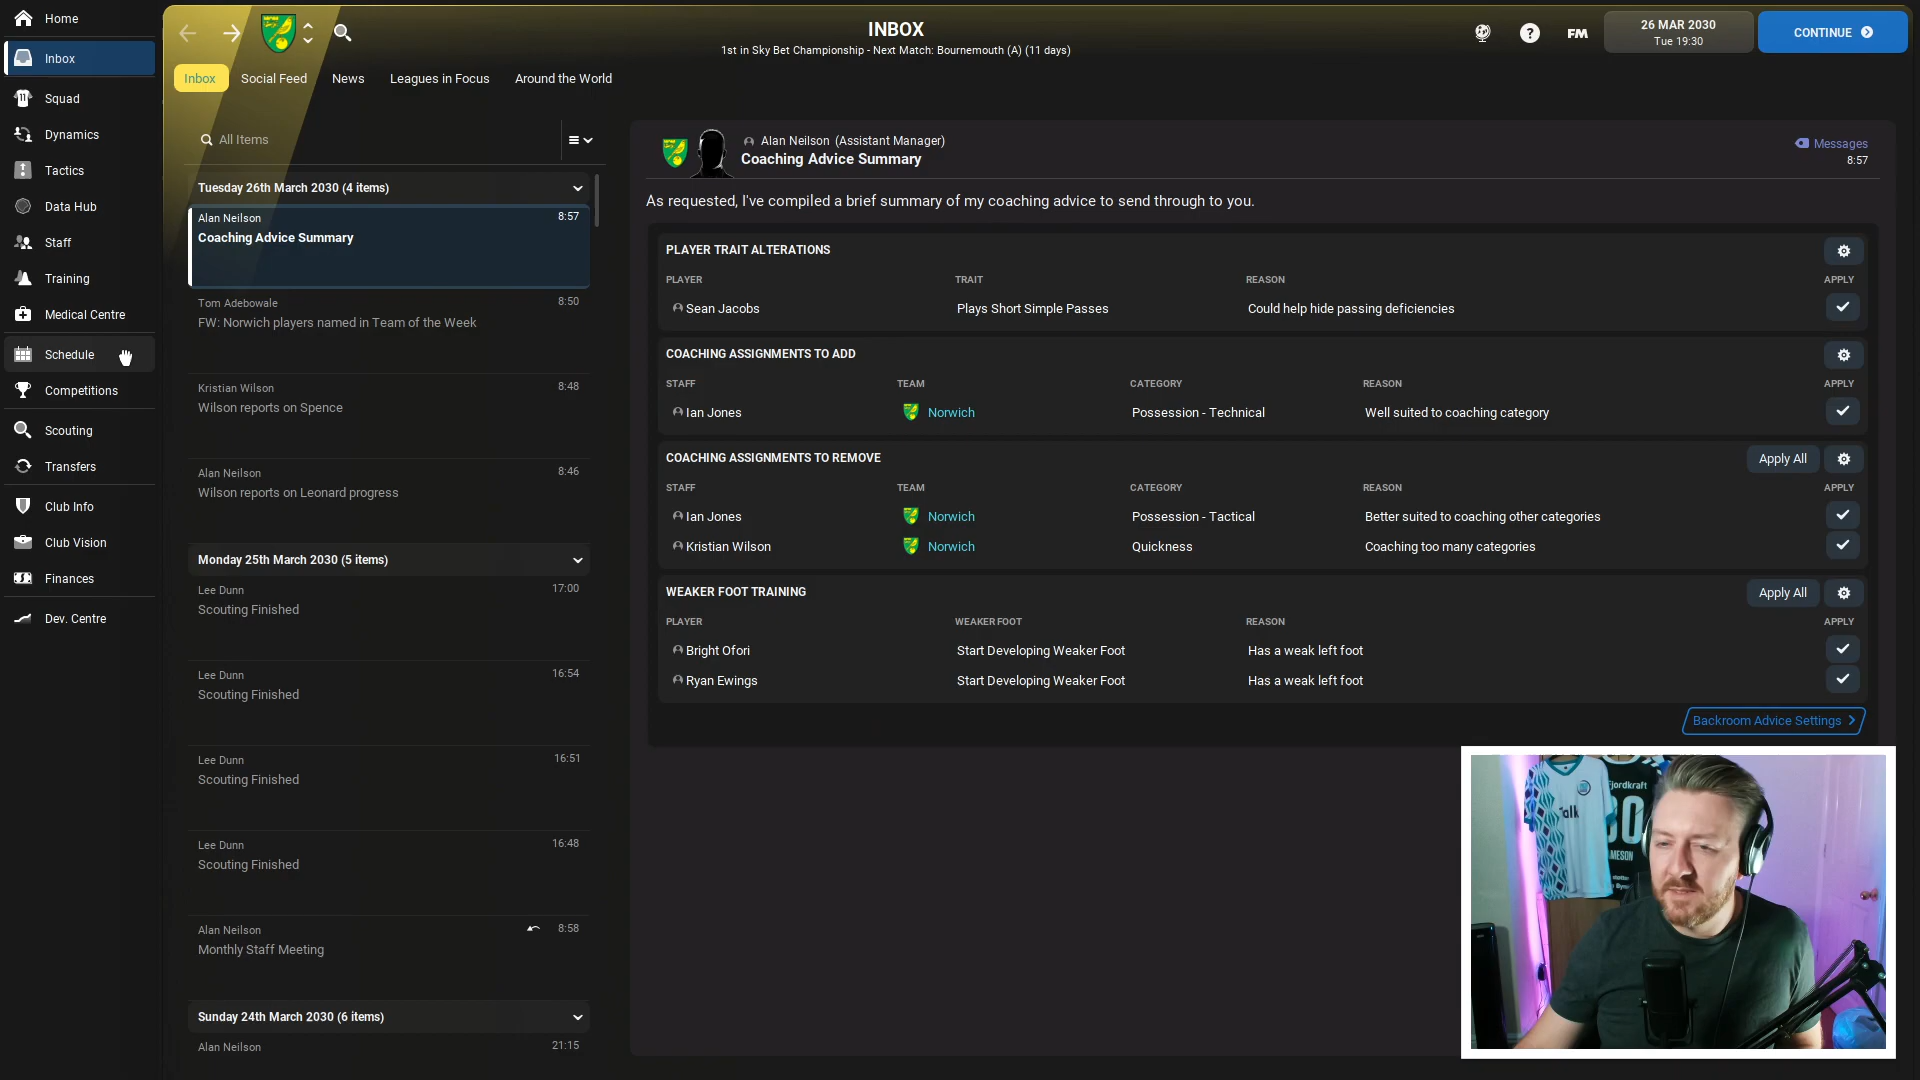 Home
Inbox
Squad
Dynamics
Tactics
Data Hub
Staff
Training
Medical Centre
Schedule
Competitions
Scouting
Transfers
Club Info
Club Vision
Finances
Dev. Centre
INBOX
1st in Sky Bet Championship - Next Match: Bournemouth (A) (11 days)
FM
26 MAR 2030
Tue 19:30
CONTINUE
Inbox Social Feed News Leagues in Focus Around the World
All Items
Tuesday 26th March 2030 (4 items)
Alan Neilson 8:57
Coaching Advice Summary
Tom Adebowale 8:50
FW: Norwich players named in Team of the Week
Kristian Wilson 8:48
Wilson reports on Spence
Alan Neilson 8:46
Wilson reports on Leonard progress
Monday 25th March 2030 (5 items)
Lee Dunn 17:00
Scouting Finished
Lee Dunn 16:54
Scouting Finished
Lee Dunn 16:51
Scouting Finished
Lee Dunn 16:48
Scouting Finished
Alan Neilson 8:58
Monthly Staff Meeting
Sunday 24th March 2030 (6 items)
Alan Neilson 21:15
Alan Neilson (Assistant Manager)
Coaching Advice Summary
Messages
8:57
As requested, I've compiled a brief summary of my coaching advice to send through to you.
PLAYER TRAIT ALTERATIONS
PLAYER TRAIT REASON APPLY
Sean Jacobs Plays Short Simple Passes Could help hide passing deficiencies
COACHING ASSIGNMENTS TO ADD
STAFF TEAM CATEGORY REASON APPLY
Ian Jones Norwich Possession - Technical Well suited to coaching category
COACHING ASSIGNMENTS TO REMOVE Apply All
STAFF TEAM CATEGORY REASON APPLY
Ian Jones Norwich Possession - Tactical Better suited to coaching other categories
Kristian Wilson Norwich Quickness Coaching too many categories
WEAKER FOOT TRAINING Apply All
PLAYER WEAKER FOOT REASON APPLY
Bright Ofori Start Developing Weaker Foot Has a weak left foot
Ryan Ewings Start Developing Weaker Foot Has a weak left foot
Backroom Advice Settings
fjordkraft
Talk
JAMESON